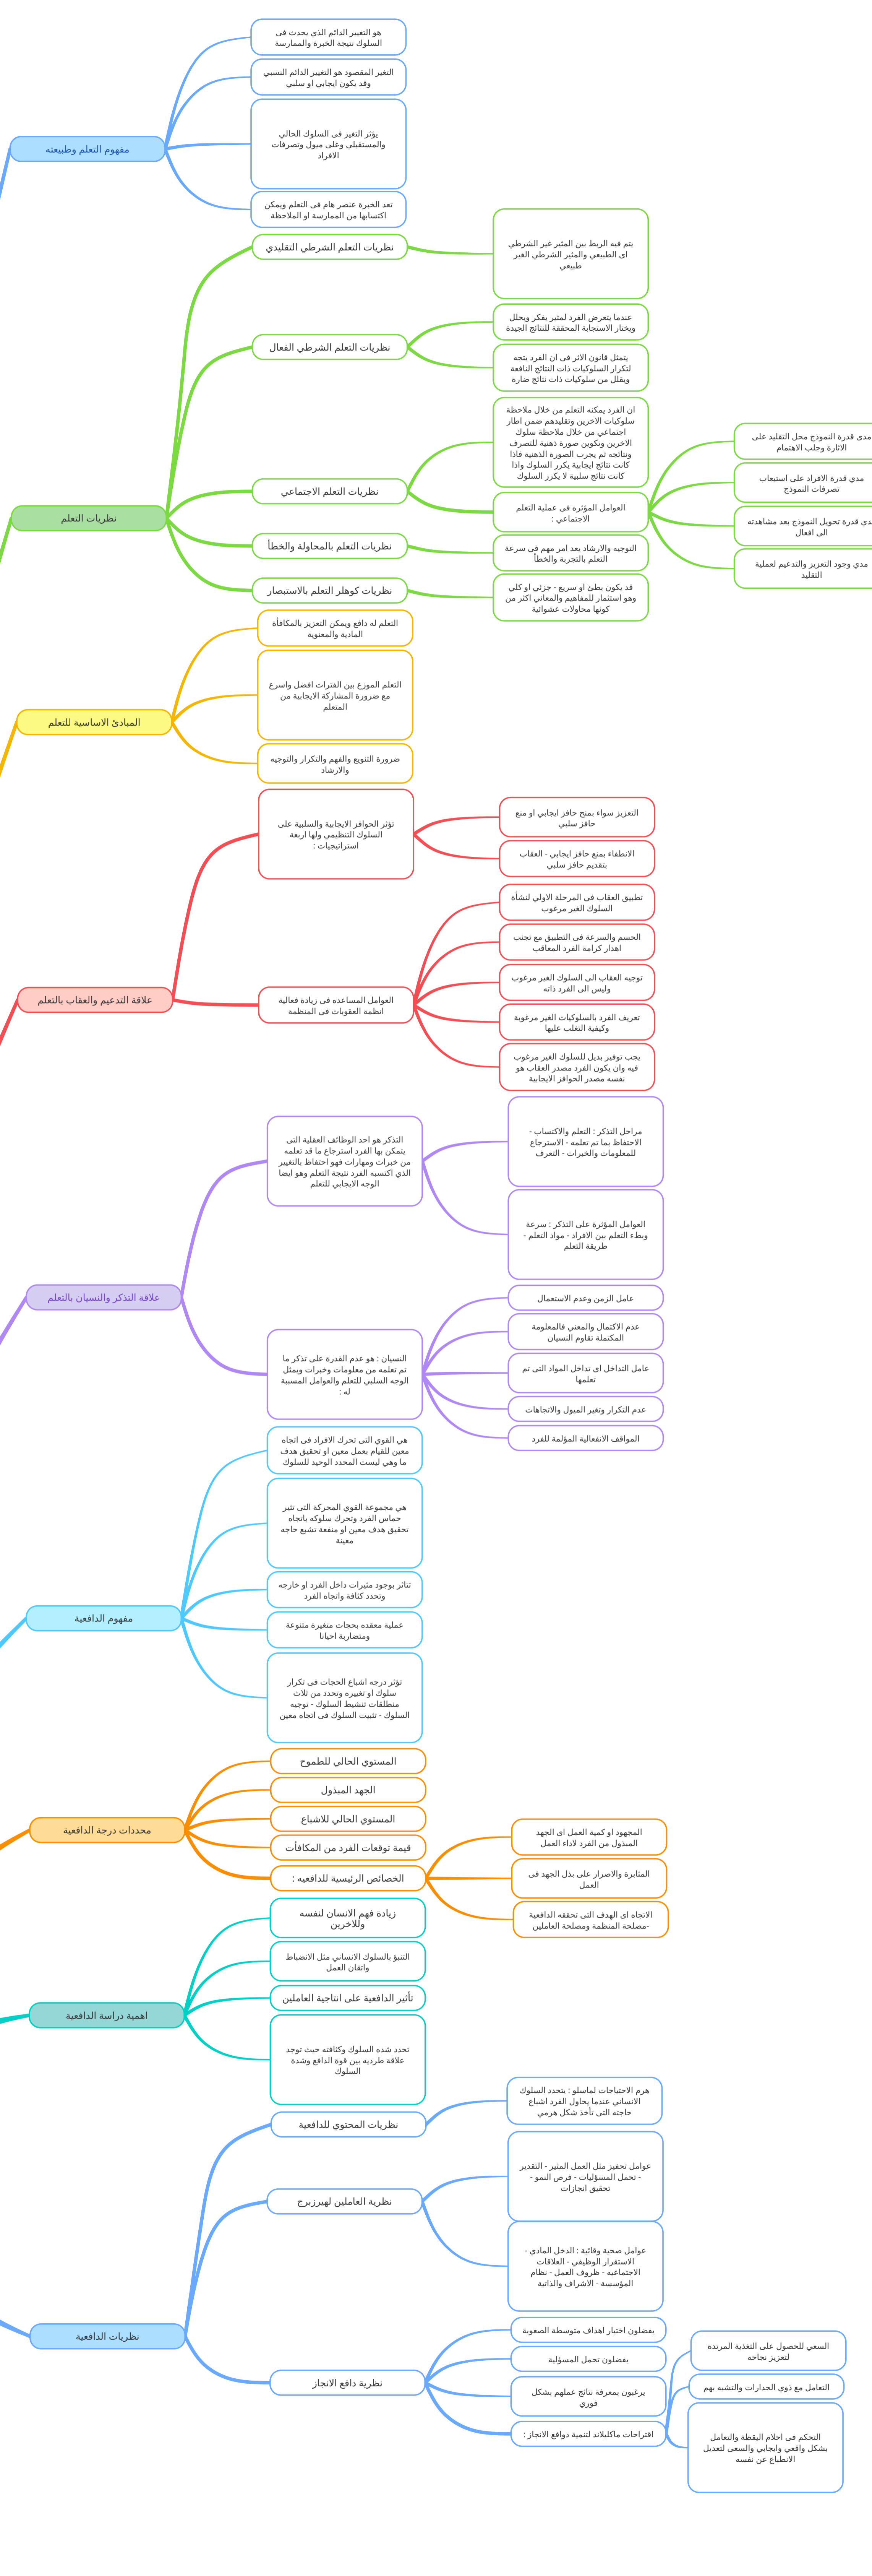 مفهوم التعلم وطبيعته
هو التغيير الدائم الذي يحدث فى
السلوك نتيجة الخبرة والممارسة
التغير المقصود هو التغيير الدائم النسبي
وقد يكون ايجابي او سلبي
يؤثر التغير فى السلوك الحالي
والمستقبلي وعلى ميول وتصرفات
الافراد
تعد الخبرة عنصر هام فى التعلم ويمكن
اكتسابها من الممارسة او الملاحظة
نظريات التعلم
نظريات التعلم الشرطي التقليدي
يتم فيه الربط بين المثير غير الشرطي
اى الطبيعي والمثير الشرطي الغير
طبيعي
نظريات التعلم الشرطي الفعال
عندما يتعرض الفرد لمثير يفكر ويحلل
ويختار الاستجابة المحققة للنتائج الجيدة
يتمثل قانون الاثر فى ان الفرد يتجه
لتكرار السلوكيات ذات النتائج النافعة
ويقلل من سلوكيات ذات نتائج ضارة
نظريات التعلم الاجتماعي
ان الفرد يمكنه التعلم من خلال ملاحظة
سلوكيات الاخرين وتقليدهم ضمن اطار
اجتماعي من خلال ملاحظة سلوك
الاخرين وتكوين صورة ذهنية للتصرف
ونتائجه ثم يجرب الصورة الذهنية فاذا
كانت نتائج ايجابية يكرر السلوك واذا
كانت نتائج سلبية لا يكرر السلوك
العوامل المؤثره فى عملية التعلم
الاجتماعي :
مدى قدرة النموذج محل التقليد على
الاثارة وجلب الاهتمام
مدي قدرة الافراد على استيعاب
تصرفات النموذج
مدي قدرة تحويل النموذج بعد مشاهدته
الى افعال
مدي وجود التعزيز والتدعيم لعملية
التقليد
نظريات التعلم بالمحاولة والخطأ
التوجيه والارشاد يعد امر مهم فى سرعة
التعلم بالتجربة والخطأ
نظريات كوهلر التعلم بالاستبصار
قد يكون بطئ او سريع - جزئي او كلي
وهو استثمار للمفاهيم والمعاني اكثر من
كونها محاولات عشوائية
المبادئ الاساسية للتعلم
التعلم له دافع ويمكن التعزيز بالمكافأة
المادية والمعنوية
التعلم الموزع بين الفترات افضل واسرع
مع ضرورة المشاركة الايجابية من
المتعلم
ضرورة التنويع والفهم والتكرار والتوجيه
والارشاد
علاقة التدعيم والعقاب بالتعلم
تؤثر الحوافز الايجابية والسلبية على
السلوك التنظيمي ولها اربعة
استراتيجيات :
التعزيز سواء بمنح حافز ايجابي او منع
حافز سلبي
الانطفاء بمنع حافز ايجابي - العقاب
بتقديم حافز سلبي
العوامل المساعده فى زيادة فعالية
انظمة العقوبات فى المنظمة
تطبيق العقاب فى المرحلة الاولي لنشأة
السلوك الغير مرغوب
الحسم والسرعة فى التطبيق مع تجنب
اهدار كرامة الفرد المعاقب
توجيه العقاب الى السلوك الغير مرغوب
وليس الى الفرد ذاته
تعريف الفرد بالسلوكيات الغير مرغوبة
وكيفية التغلب عليها
يجب توفير بديل للسلوك الغير مرغوب
فيه وان يكون الفرد مصدر العقاب هو
نفسه مصدر الحوافز الايجابية
علاقة التذكر والنسيان بالتعلم
التذكر هو احد الوظائف العقلية التى
يتمكن بها الفرد استرجاع ما قد تعلمه
من خبرات ومهارات فهو احتفاظ بالتغيير
الذي اكتسبه الفرد نتيجة التعلم وهو ايضا
الوجه الايجابي للتعلم
مراحل التذكر : التعلم والاكتساب -
الاحتفاظ بما تم تعلمه - الاسترجاع
للمعلومات والخبرات - التعرف
العوامل المؤثرة على التذكر : سرعة
وبطء التعلم بين الافراد - مواد التعلم -
طريقة التعلم
النسيان : هو عدم القدرة على تذكر ما
تم تعلمه من معلومات وخبرات ويمثل
الوجه السلبي للتعلم والعوامل المسببة
له :
عامل الزمن وعدم الاستعمال
عدم الاكتمال والمعني فالمعلومة
المكتملة تقاوم النسيان
عامل التداخل اى تداخل المواد التى تم
تعلمها
عدم التكرار وتغير الميول والاتجاهات
المواقف الانفعالية المؤلمة للفرد
مفهوم الدافعية
هي القوي التى تحرك الافراد فى اتجاه
معين للقيام بعمل معين او تحقيق هدف
ما وهي ليست المحدد الوحيد للسلوك
هي مجموعة القوي المحركة التى تثير
حماس الفرد وتحرك سلوكه باتجاه
تحقيق هدف معين او منفعة تشبع حاجه
معينة
تتاثر بوجود مثيرات داخل الفرد او خارجه
وتحدد كثافة واتجاه الفرد
عملية معقده بحجات متغيرة متنوعة
ومتضاربة احيانا
تؤثر درجه اشباع الحجات فى تكرار
سلوك او تغييره وتحدد من ثلاث
منطلقات تنشيط السلوك - توجيه
السلوك - تثبيت السلوك فى اتجاه معين
محددات درجة الدافعية
المستوي الحالي للطموح
الجهد المبذول
المستوي الحالي للاشباع
قيمة توقعات الفرد من المكافأت
الخصائص الرئيسية للدافعيه :
المجهود او كمية العمل اى الجهد
المبذول من الفرد لاداء العمل
المثابرة والاصرار على بذل الجهد فى
العمل
الاتجاه اى الهدف التى تحققه الدافعية
-مصلحة المنظمة ومصلحة العاملين
اهمية دراسة الدافعية
زيادة فهم الانسان لنفسه
وللاخرين
التنبؤ بالسلوك الانساني مثل الانضباط
واتقان العمل
تأثير الدافعية على انتاجية العاملين
تحدد شده السلوك وكثافته حيث توجد
علاقة طرديه بين قوة الدافع وشدة
السلوك
نظريات الدافعية
نظريات المحتوي للدافعية
هرم الاحتياجات لماسلو : يتحدد السلوك
الانساني عندما يحاول الفرد اشباع
حاجته التى تأخذ شكل هرمي
نظرية العاملين لهيرزبرج
عوامل تحفيز مثل العمل المثير - التقدير
- تحمل المسؤليات - فرص النمو -
تحقيق انجازات
عوامل صحية وقائية : الدخل المادي -
الاستقرار الوظيفي - العلاقات
الاجتماعيه - ظروف العمل - نظام
المؤسسة - الاشراف والذاتية
نظرية دافع الانجاز
يفضلون اختيار اهداف متوسطة الصعوبة
يفضلون تحمل المسؤلية
يرغبون بمعرفة نتائج عملهم بشكل
فوري
اقتراحات ماكليلاند لتنمية دوافع الانجاز :
السعي للحصول على التغذية المرتدة
لتعزيز نجاحه
التعامل مع ذوي الجدارات والتشبه بهم
التحكم فى احلام اليقظة والتعامل
بشكل واقعي وايجابي والسعى لتعديل
الانطباع عن نفسه